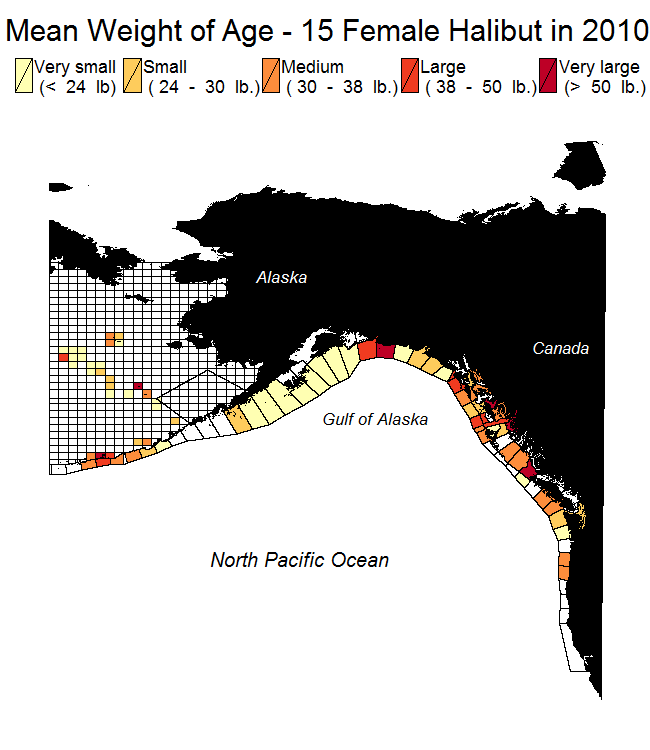 Mean Weight of Age - 15 Female Halibut in 2010
Very small Small Medium Large Very large
(< 24 lb) (24 - 30 lb.) (30 - 38 lb.) (38 - 50 lb.) (> 50 lb.)
Alaska
Canada
Gulf of Alaska
North Pacific Ocean